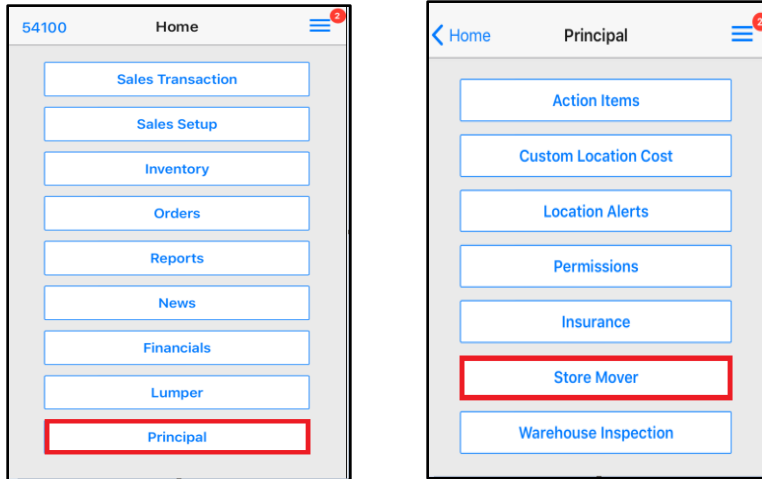 54100 Home 2
Sales Transaction
Sales Setup
Inventory
Orders
Reports
News
Financials
Lumper
Principal
Home Principal 2
Action Items
Custom Location Cost
Location Alerts
Permissions
Insurance
Store Mover
Warehouse Inspection